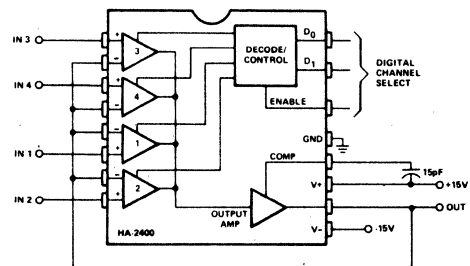 IN 3
+
-
3
DECODE/
CONTROL
D0
D1
DIGITAL
CHANNEL
SELECT
IN 4
+
-
4
ENABLE
GND
IN 1
-
+
1
COMP
15pF
V+
+15V
IN 2
-
+
2
OUTPUT
AMP
OUT
HA-2400
V-
-15V